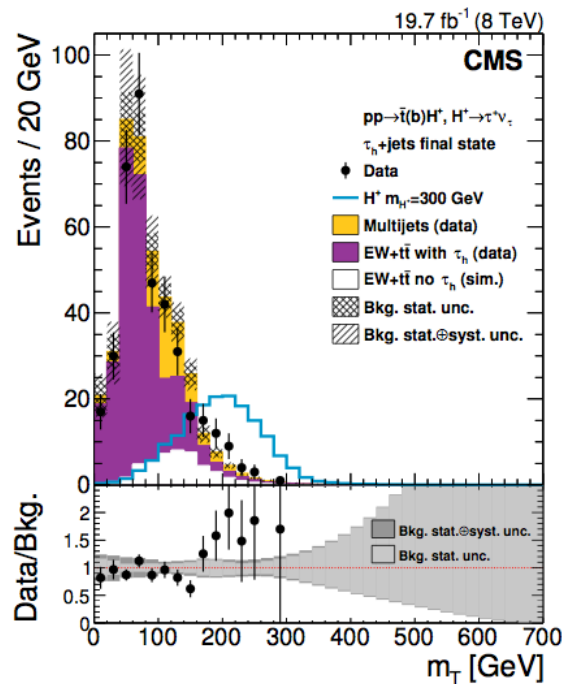 19.7 fb⁻¹ (8 TeV)
CMS
pp→t̄(b)H⁺, H⁺→τ⁺ν_τ
τ_h+jets final state
Data
H⁺ m_H⁺=300 GeV
Multijets (data)
EW+tt̄ with τ_h (data)
EW+tt̄ no τ_h (sim.)
Bkg. stat. unc.
Bkg. stat.⊕syst. unc.
Events / 20 GeV
100
80
60
40
20
0
Data/Bkg.
2
1.5
1
0.5
0
Bkg. stat.⊕syst. unc.
Bkg. stat. unc.
0 100 200 300 400 500 600 700
m_T [GeV]